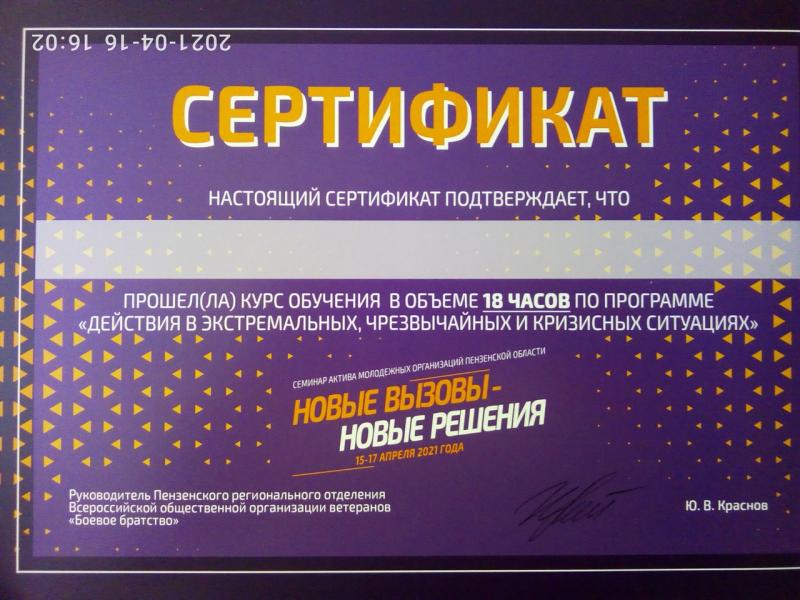 2021-04-16 16:02
СЕРТИФИКАТ
НАСТОЯЩИЙ СЕРТИФИКАТ ПОДТВЕРЖДАЕТ, ЧТО
ПРОШЕЛ(ЛА) КУРС ОБУЧЕНИЯ В ОБЪЕМЕ 18 ЧАСОВ ПО ПРОГРАММЕ
«ДЕЙСТВИЯ В ЭКСТРЕМАЛЬНЫХ, ЧРЕЗВЫЧАЙНЫХ И КРИЗИСНЫХ СИТУАЦИЯХ»
СЕМИНАР АКТИВА МОЛОДЕЖНЫХ ОРГАНИЗАЦИЙ ПЕНЗЕНСКОЙ ОБЛАСТИ
НОВЫЕ ВЫЗОВЫ-
НОВЫЕ РЕШЕНИЯ
15-17 АПРЕЛЯ 2021 ГОДА
Руководитель Пензенского регионального отделения
Всероссийской общественной организации ветеранов
«Боевое братство»
Ю. В. Краснов